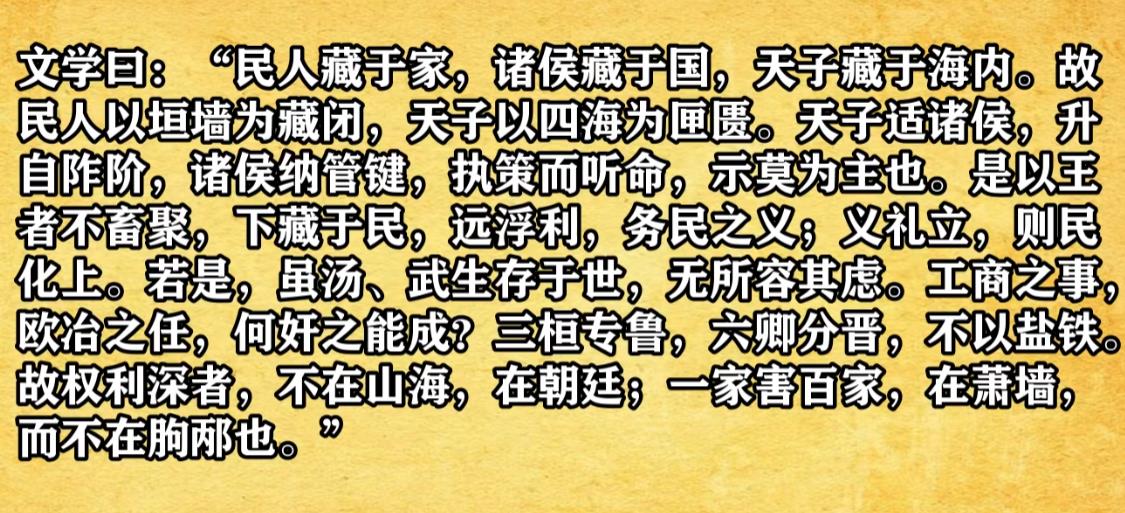 文学曰：“民人藏于家，诸侯藏于国，天子藏于海内。故
民人以垣墙为藏闭，天子以四海为匣匮。天子适诸侯，升
自阼阶，诸侯纳管键，执策而听命，示莫为主也。是以王
者不畜聚，下藏于民，远浮利，务民之义；义礼立，则民
化上。若是，虽汤、武生存于世，无所容其虑。工商之事，
欧冶之任，何奸之能成？三桓专鲁，六卿分晋，不以盐铁。
故权利深者，不在山海，在朝廷；一家害百家，在萧墙，
而不在朐邴也。”